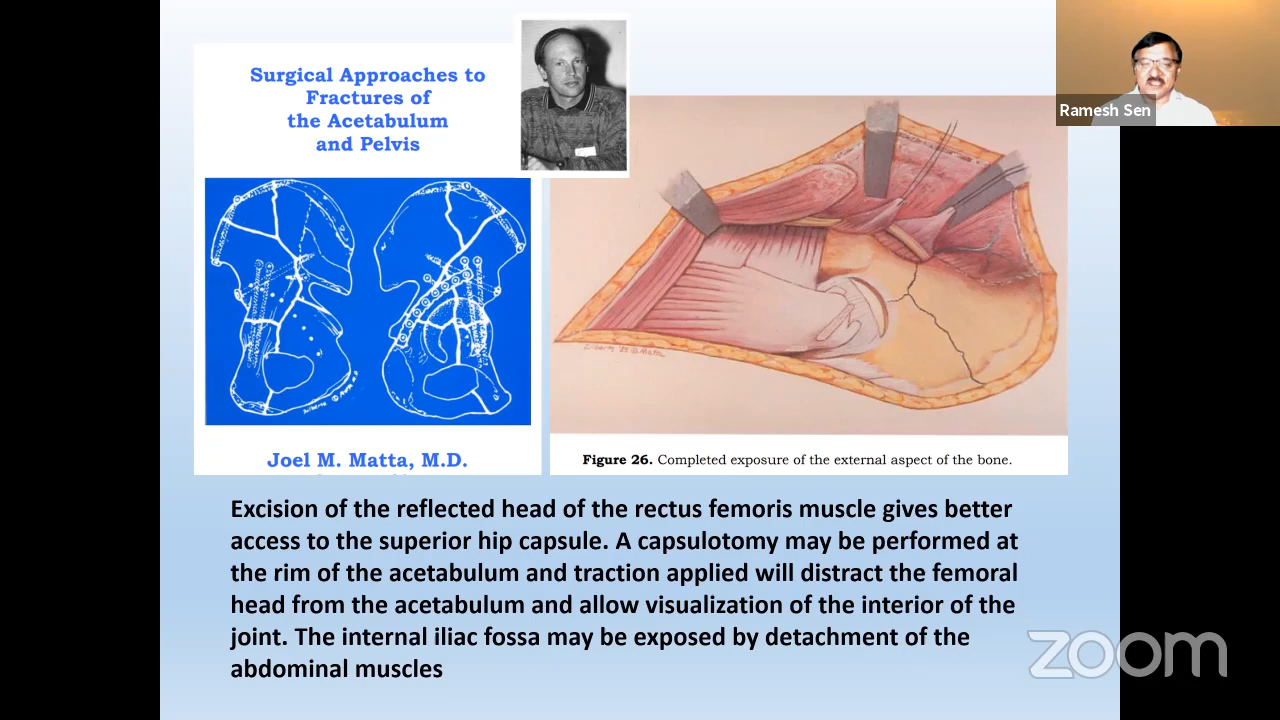 Surgical Approaches to
Fractures of
the Acetabulum
and Pelvis
Joel M. Matta, M.D.
Ramesh Sen
Figure 26. Completed exposure of the external aspect of the bone.
Excision of the reflected head of the rectus femoris muscle gives better
access to the superior hip capsule. A capsulotomy may be performed at
the rim of the acetabulum and traction applied will distract the femoral
head from the acetabulum and allow visualization of the interior of the
joint. The internal iliac fossa may be exposed by detachment of the
abdominal muscles
zoom